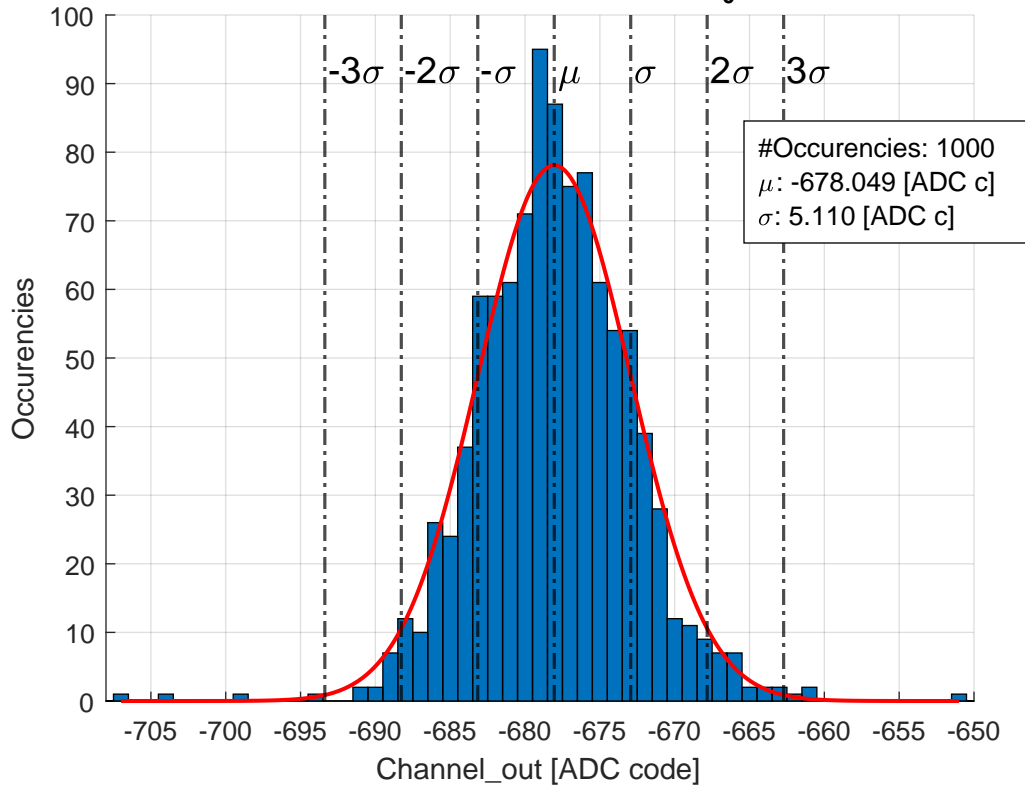 100
90
80
70
60
50
40
30
20
10
0
Occurencies
-3σ -2σ -σ μ σ 2σ 3σ
#Occurencies: 1000
μ: -678.049 [ADC c]
σ: 5.110 [ADC c]
-705 -700 -695 -690 -685 -680 -675 -670 -665 -660 -655 -650
Channel_out [ADC code]